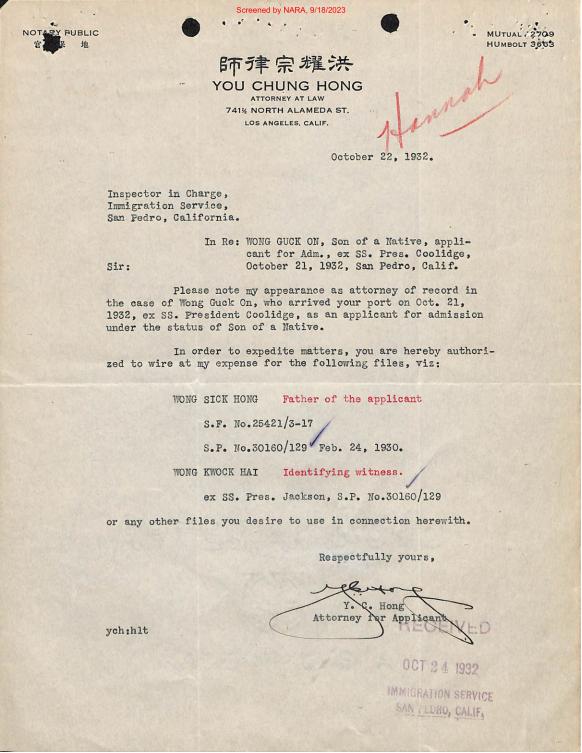 Screened by NARA, 9/18/2023
NOTARY PUBLIC
MUTUAL 2709
HUMBOLT 3663
師律宗耀洪
YOU CHUNG HONG
ATTORNEY AT LAW
741½ NORTH ALAMEDA ST.
LOS ANGELES, CALIF.
Hannah
October 22, 1932.
Inspector in Charge,
Immigration Service,
San Pedro, California.
In Re: WONG GUCK ON, Son of a Native, appli-
cant for Adm., ex SS. Pres. Coolidge,
Sir: October 21, 1932, San Pedro, Calif.
Please note my appearance as attorney of record in
the case of Wong Guck On, who arrived your port on Oct. 21,
1932, ex SS. President Coolidge, as an applicant for admission
under the status of Son of a Native.
In order to expedite matters, you are hereby authori-
zed to wire at my expense for the following files, viz:
WONG SICK HONG Father of the applicant
S.F. No.25421/3-17
S.P. No.30160/129 Feb. 24, 1930.
WONG KWOCK HAI Identifying witness.
ex SS. Pres. Jackson, S.P. No.30160/129
or any other files you desire to use in connection herewith.
Respectfully yours,
Y. C. Hong
Attorney for Applicant
RECEIVED
ych:hlt
OCT 24 1932
IMMIGRATION SERVICE
SAN PEDRO, CALIF.